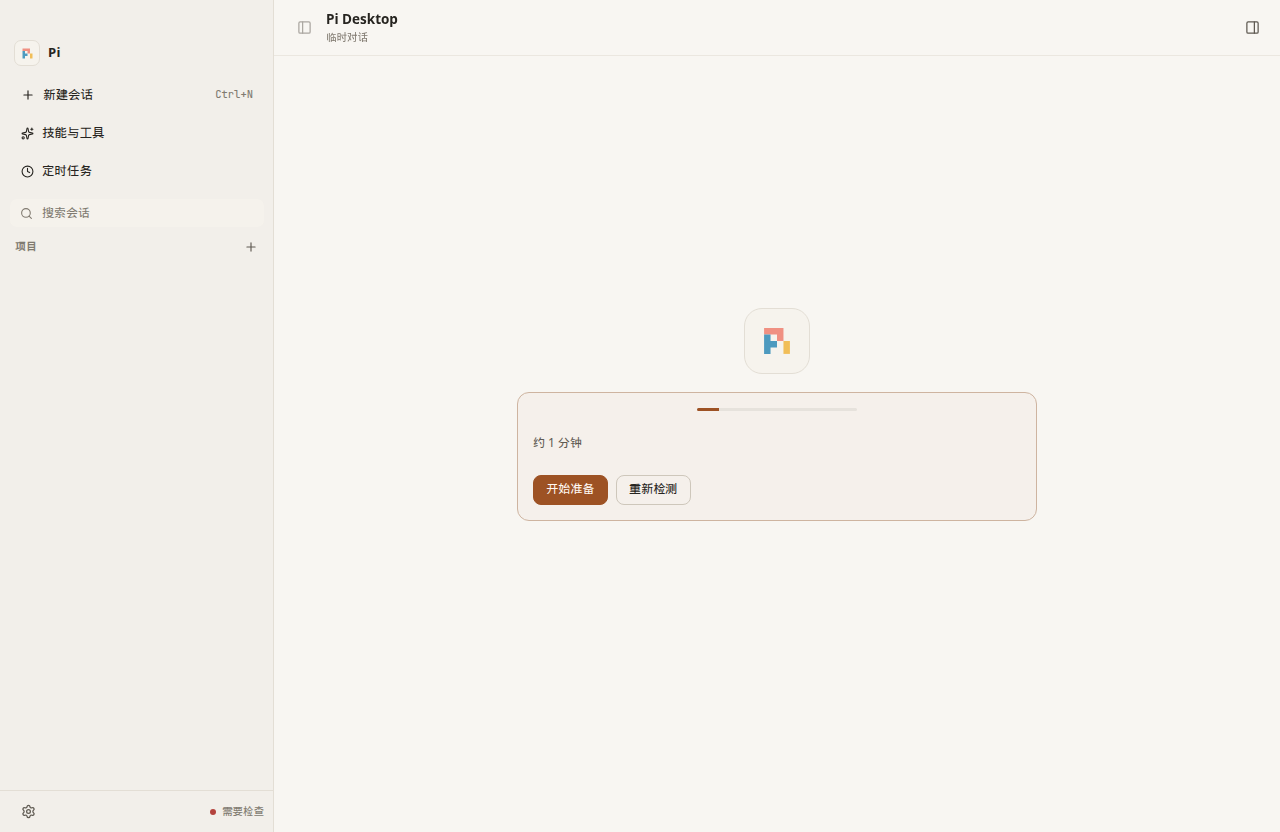 Pi
新建会话 Ctrl+N
技能与工具
定时任务
搜索会话
项目
需要检查
Pi Desktop
临时对话
约 1 分钟
开始准备 重新检测